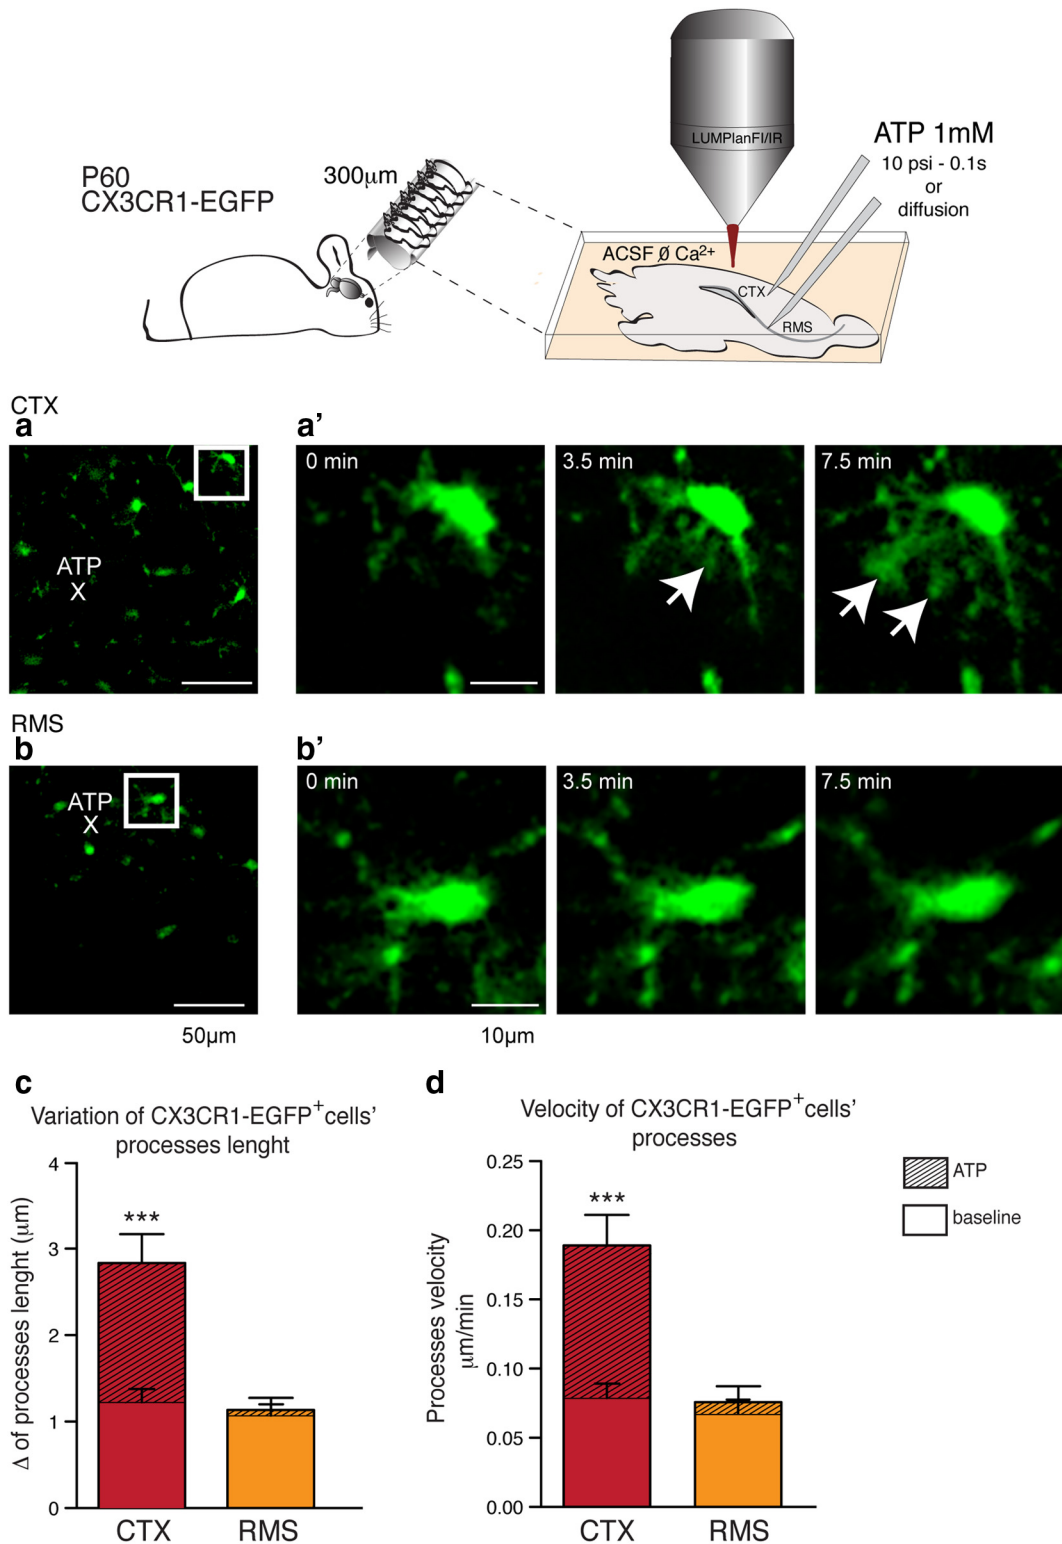 P60
CX3CR1-EGFP
300µm
LUMPlanFI/IR
ATP 1mM
10 psi - 0.1s
or
diffusion
ACSF Ø Ca²⁺
CTX
RMS
CTX
a
a’
ATP
X
0 min
3.5 min
7.5 min
RMS
b
b’
ATP
X
0 min
3.5 min
7.5 min
50µm
10µm
c
Variation of CX3CR1-EGFP⁺cells’
processes lenght
Δ of processes lenght (µm)
4
3
2
1
0
***
CTX
RMS
d
Velocity of CX3CR1-EGFP⁺cells’
processes
Processes velocity
µm/min
0.25
0.20
0.15
0.10
0.05
0.00
***
CTX
RMS
ATP
baseline